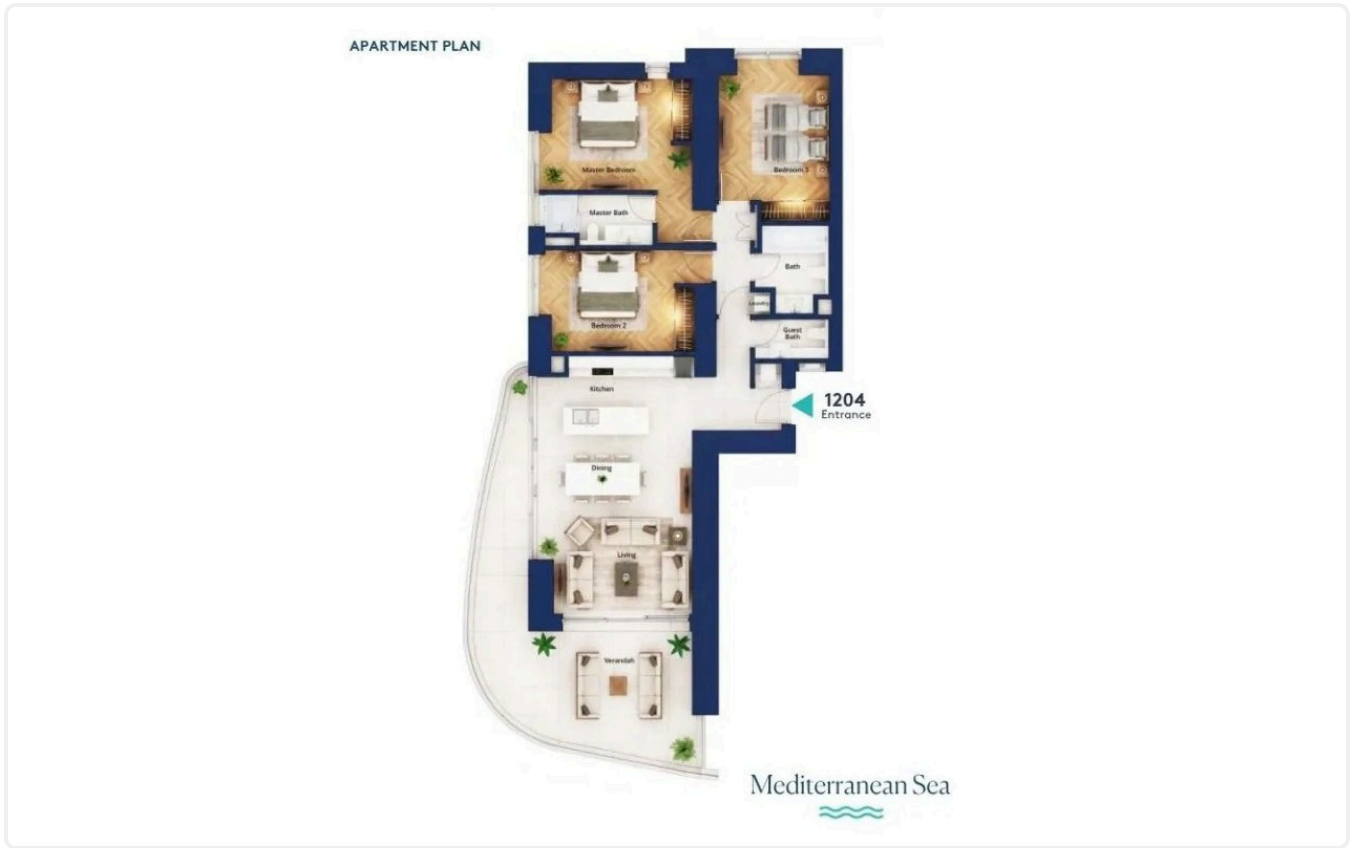 APARTMENT PLAN
Master Bedroom
Bedroom 3
Master Bath
Bath
Bedroom 2
Laundry
Guest
Bath
Kitchen
1204
Entrance
Dining
Living
Verandah
Mediterranean Sea